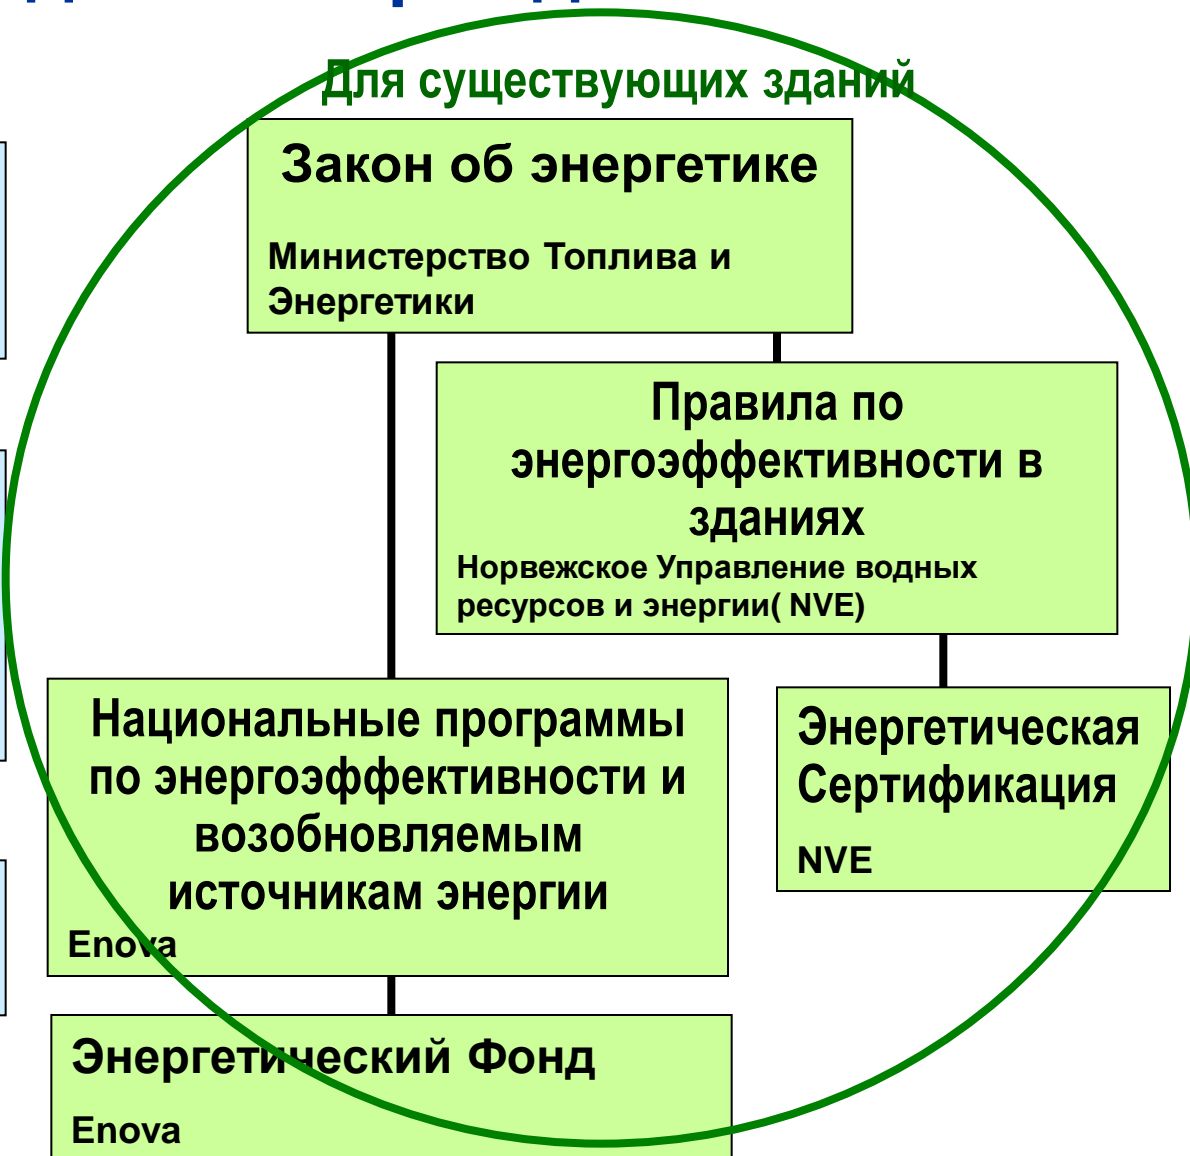 Для существующих зданий
Закон об энергетике
Министерство Топлива и
Энергетики
Правила по
энергоэффективности в
зданиях
Норвежское Управление водных
ресурсов и энергии( NVE)
Национальные программы
по энергоэффективности и
возобновляемым
источникам энергии
Enova
Энергетическая
Сертификация
NVE
Энергетический Фонд
Enova